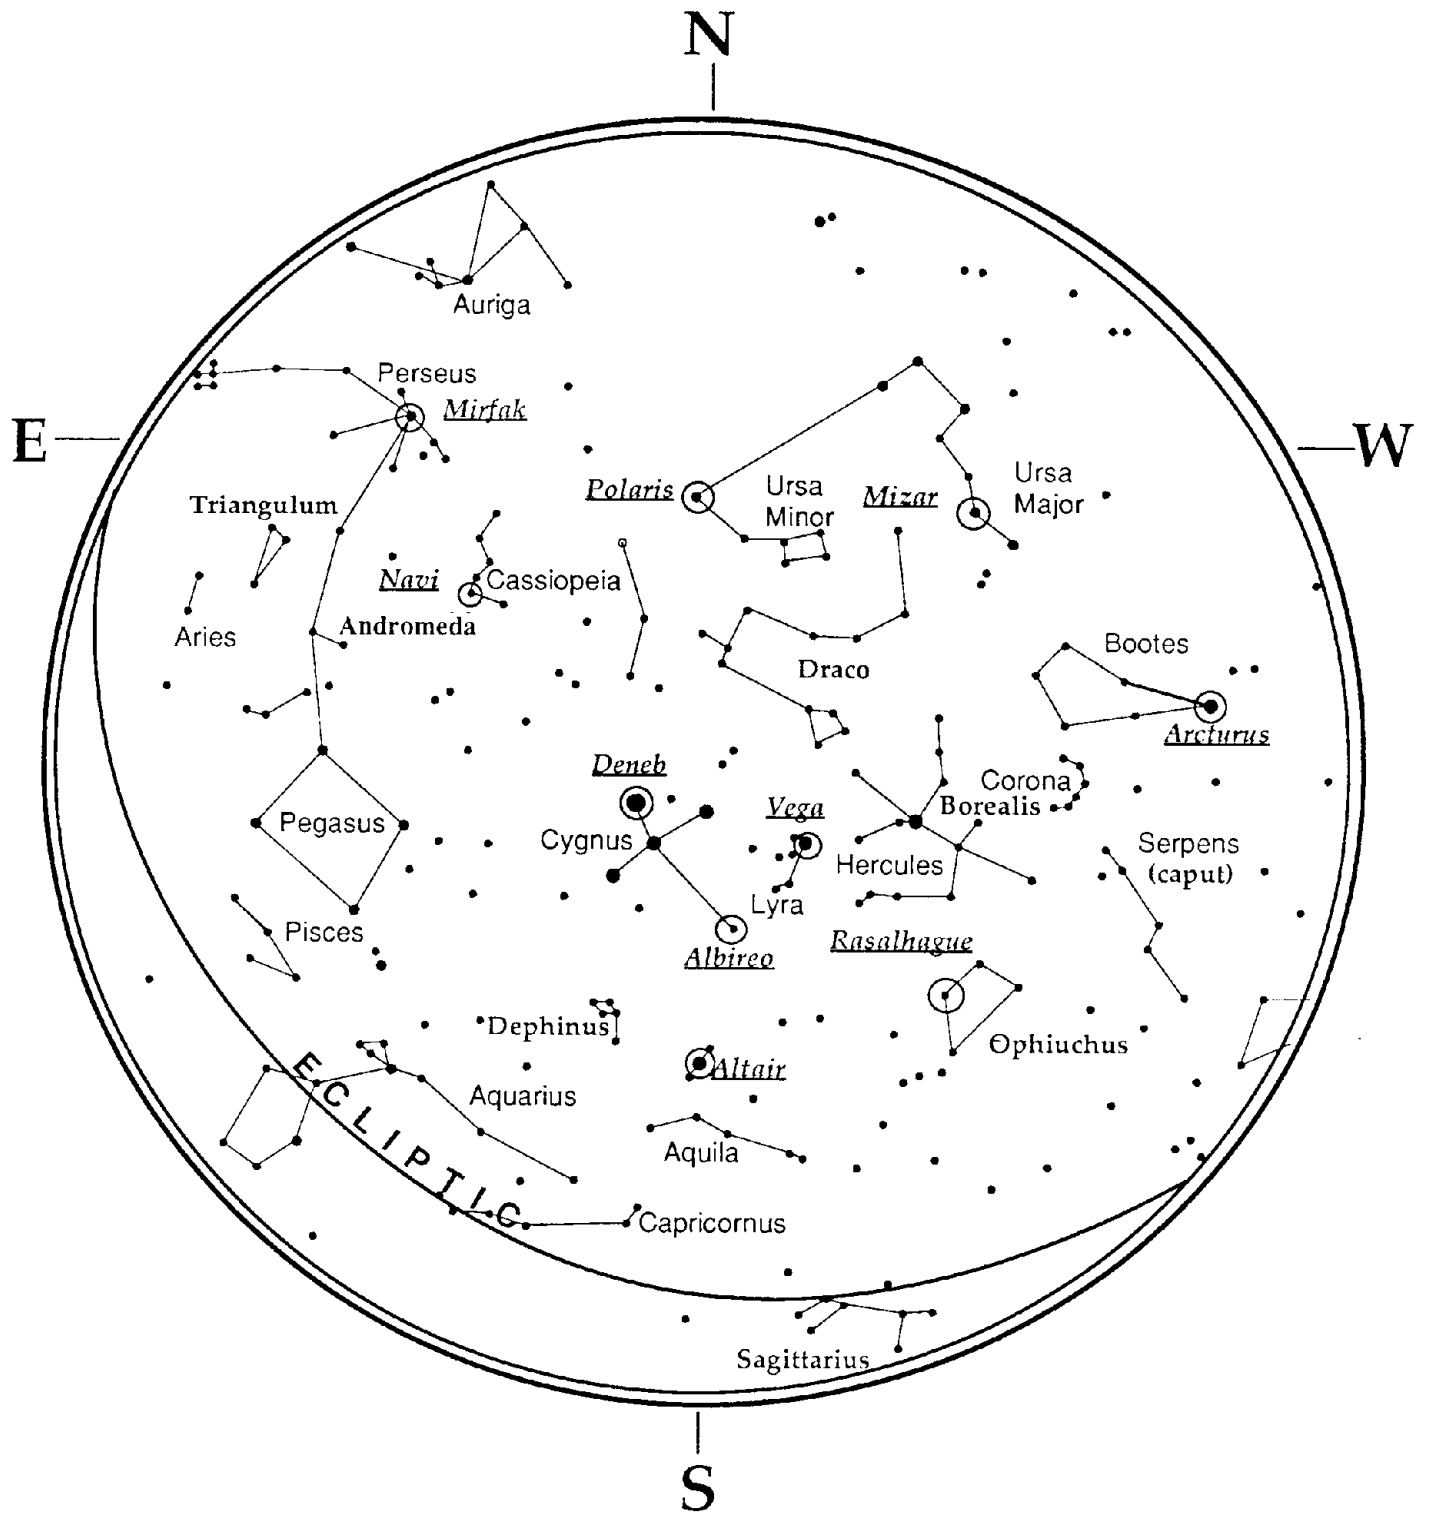 N
Auriga
Perseus
Mirfak
E
W
Triangulum
Polaris
Ursa
Minor
Mizar
Ursa
Major
Navi
Cassiopeia
Aries
Andromeda
Draco
Bootes
Arcturus
Deneb
Vega
Corona
Borealis
Pegasus
Cygnus
Hercules
Serpens
(caput)
Lyra
Pisces
Albireo
Rasalhague
Dephinus
Ophiuchus
Altair
ECLIPTIC
Aquarius
Aquila
Capricornus
Sagittarius
S